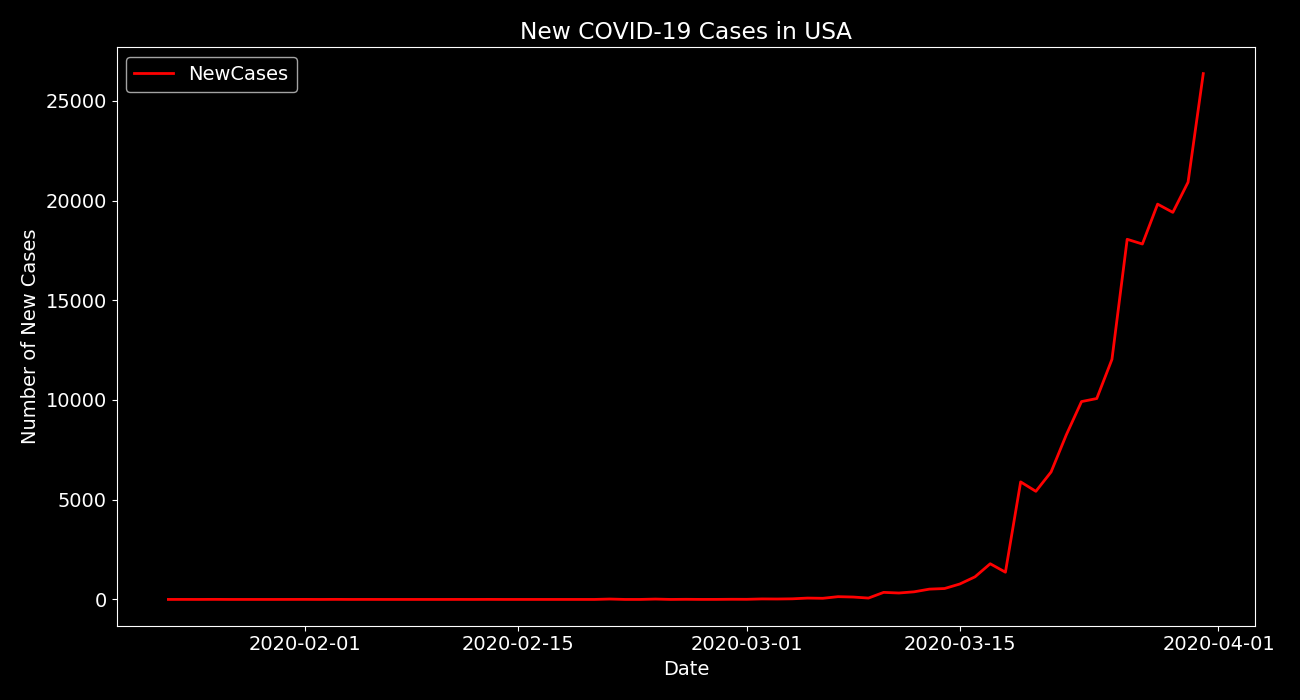 New COVID-19 Cases in USA
NewCases
Number of New Cases
25000
20000
15000
10000
5000
0
2020-02-01
2020-02-15
2020-03-01
2020-03-15
2020-04-01
Date